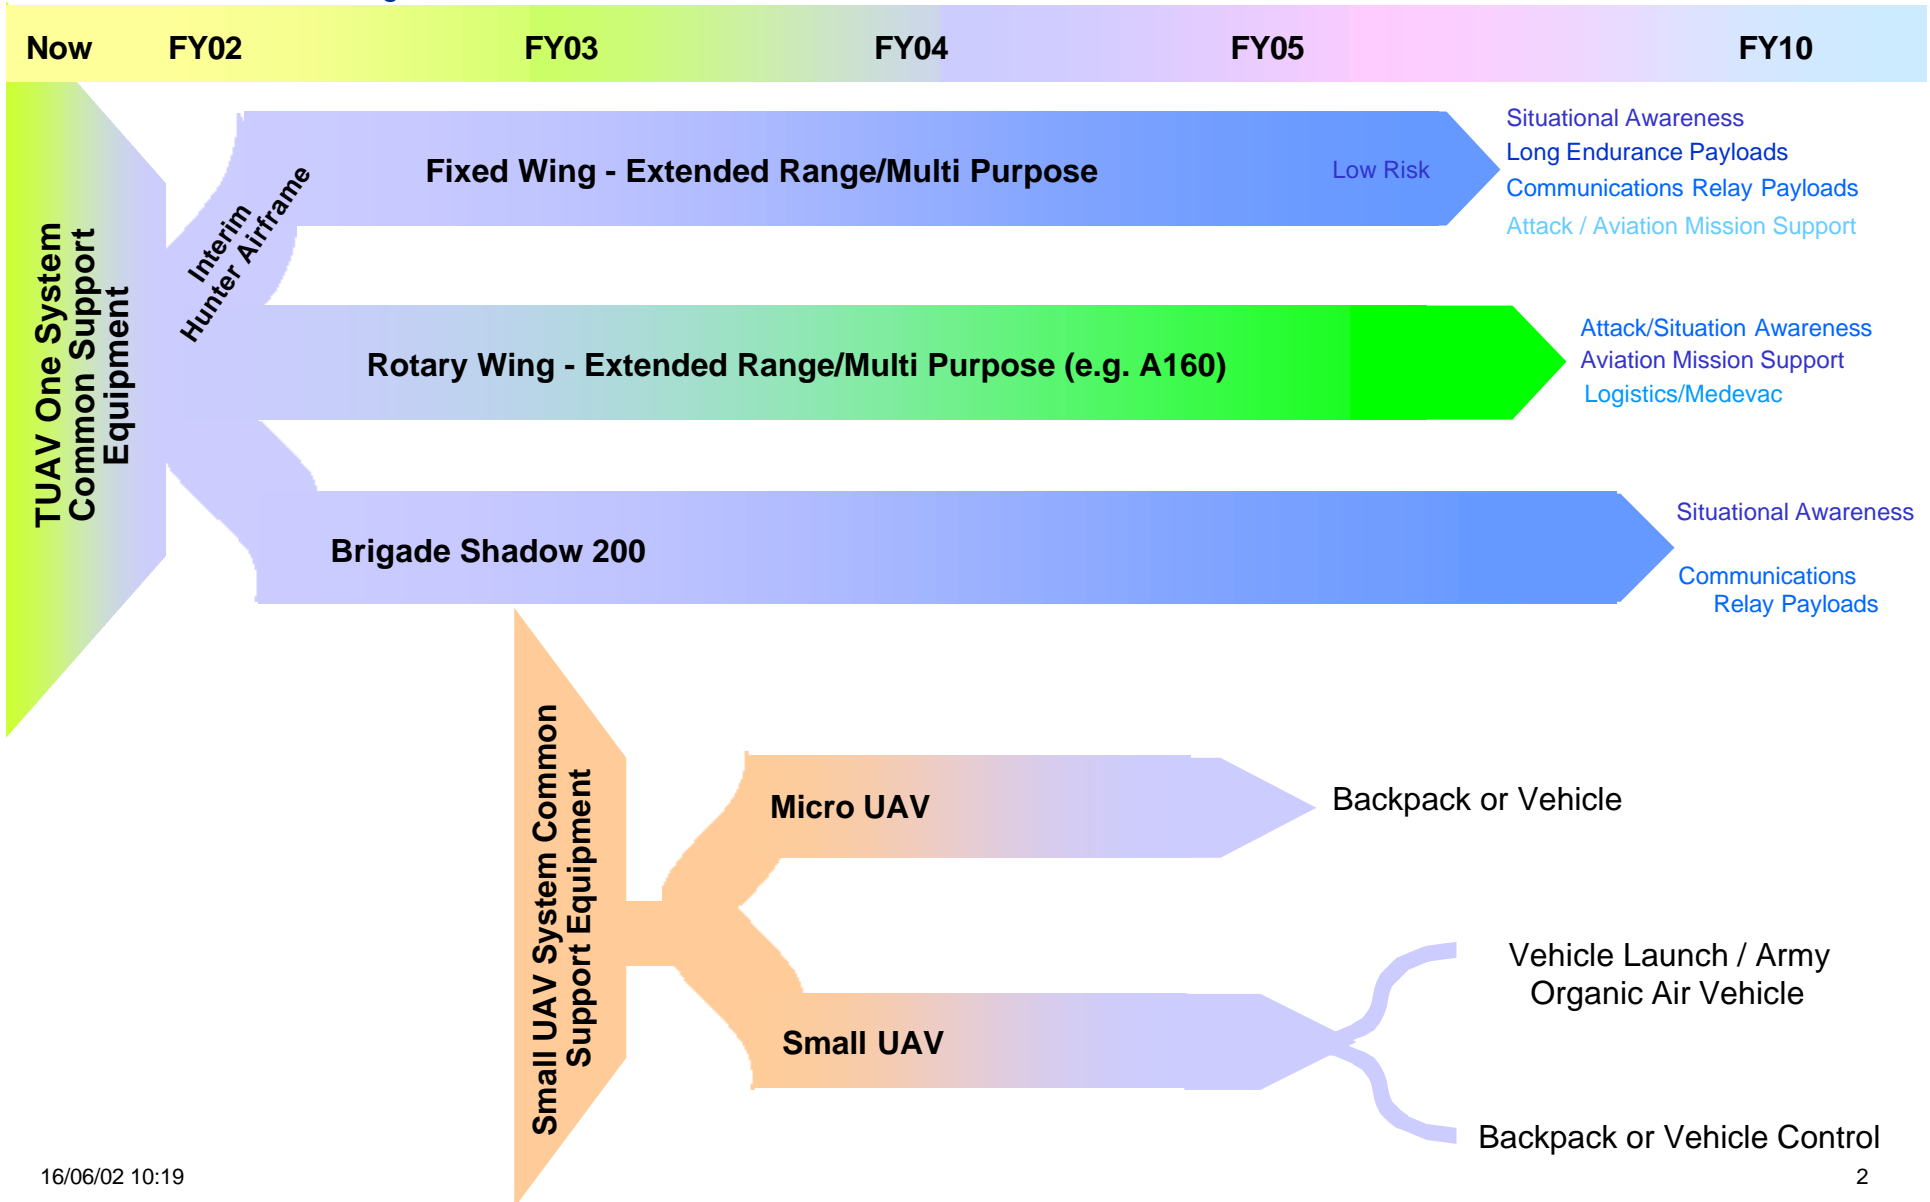 Now FY02 FY03 FY04 FY05 FY10
TUAV One System
Common Support
Equipment
Interim
Hunter Airframe
Fixed Wing - Extended Range/Multi Purpose
Low Risk
Situational Awareness
Long Endurance Payloads
Communications Relay Payloads
Attack / Aviation Mission Support
Rotary Wing - Extended Range/Multi Purpose (e.g. A160)
Attack/Situation Awareness
Aviation Mission Support
Logistics/Medevac
Brigade Shadow 200
Situational Awareness
Communications
Relay Payloads
Small UAV System Common
Support Equipment
Micro UAV
Backpack or Vehicle
Small UAV
Vehicle Launch / Army
Organic Air Vehicle
Backpack or Vehicle Control
16/06/02 10:19
2